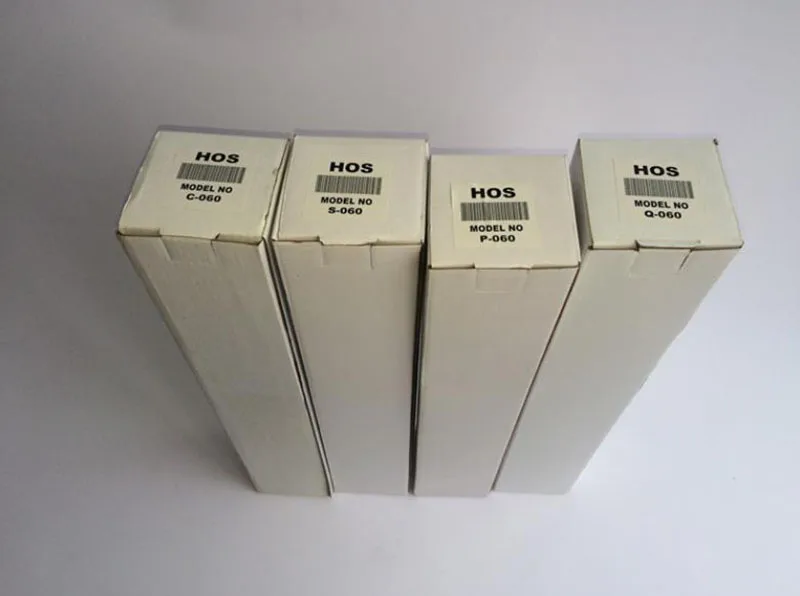 HOS
MODEL NO
C-060
HOS
MODEL NO
S-060
HOS
MODEL NO
P-060
HOS
MODEL NO
Q-060